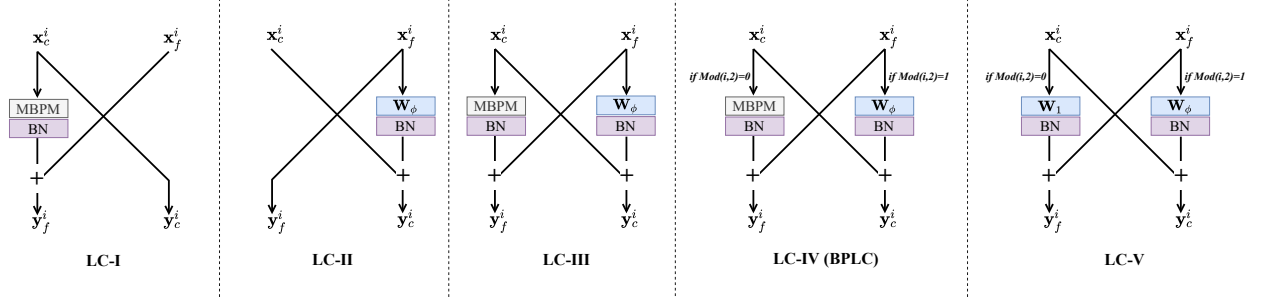 x_c^i x_f^i
MBPM
BN
+
y_f^i y_c^i
LC-I
x_c^i x_f^i
W_ϕ
BN
+
y_f^i y_c^i
LC-II
x_c^i x_f^i
MBPM W_ϕ
BN BN
+ +
y_f^i y_c^i
LC-III
x_c^i x_f^i
if Mod(i,2)=0 if Mod(i,2)=1
MBPM W_ϕ
BN BN
+ +
y_f^i y_c^i
LC-IV (BPLC)
x_c^i x_f^i
if Mod(i,2)=0 if Mod(i,2)=1
W_1 W_ϕ
BN BN
+ +
y_f^i y_c^i
LC-V